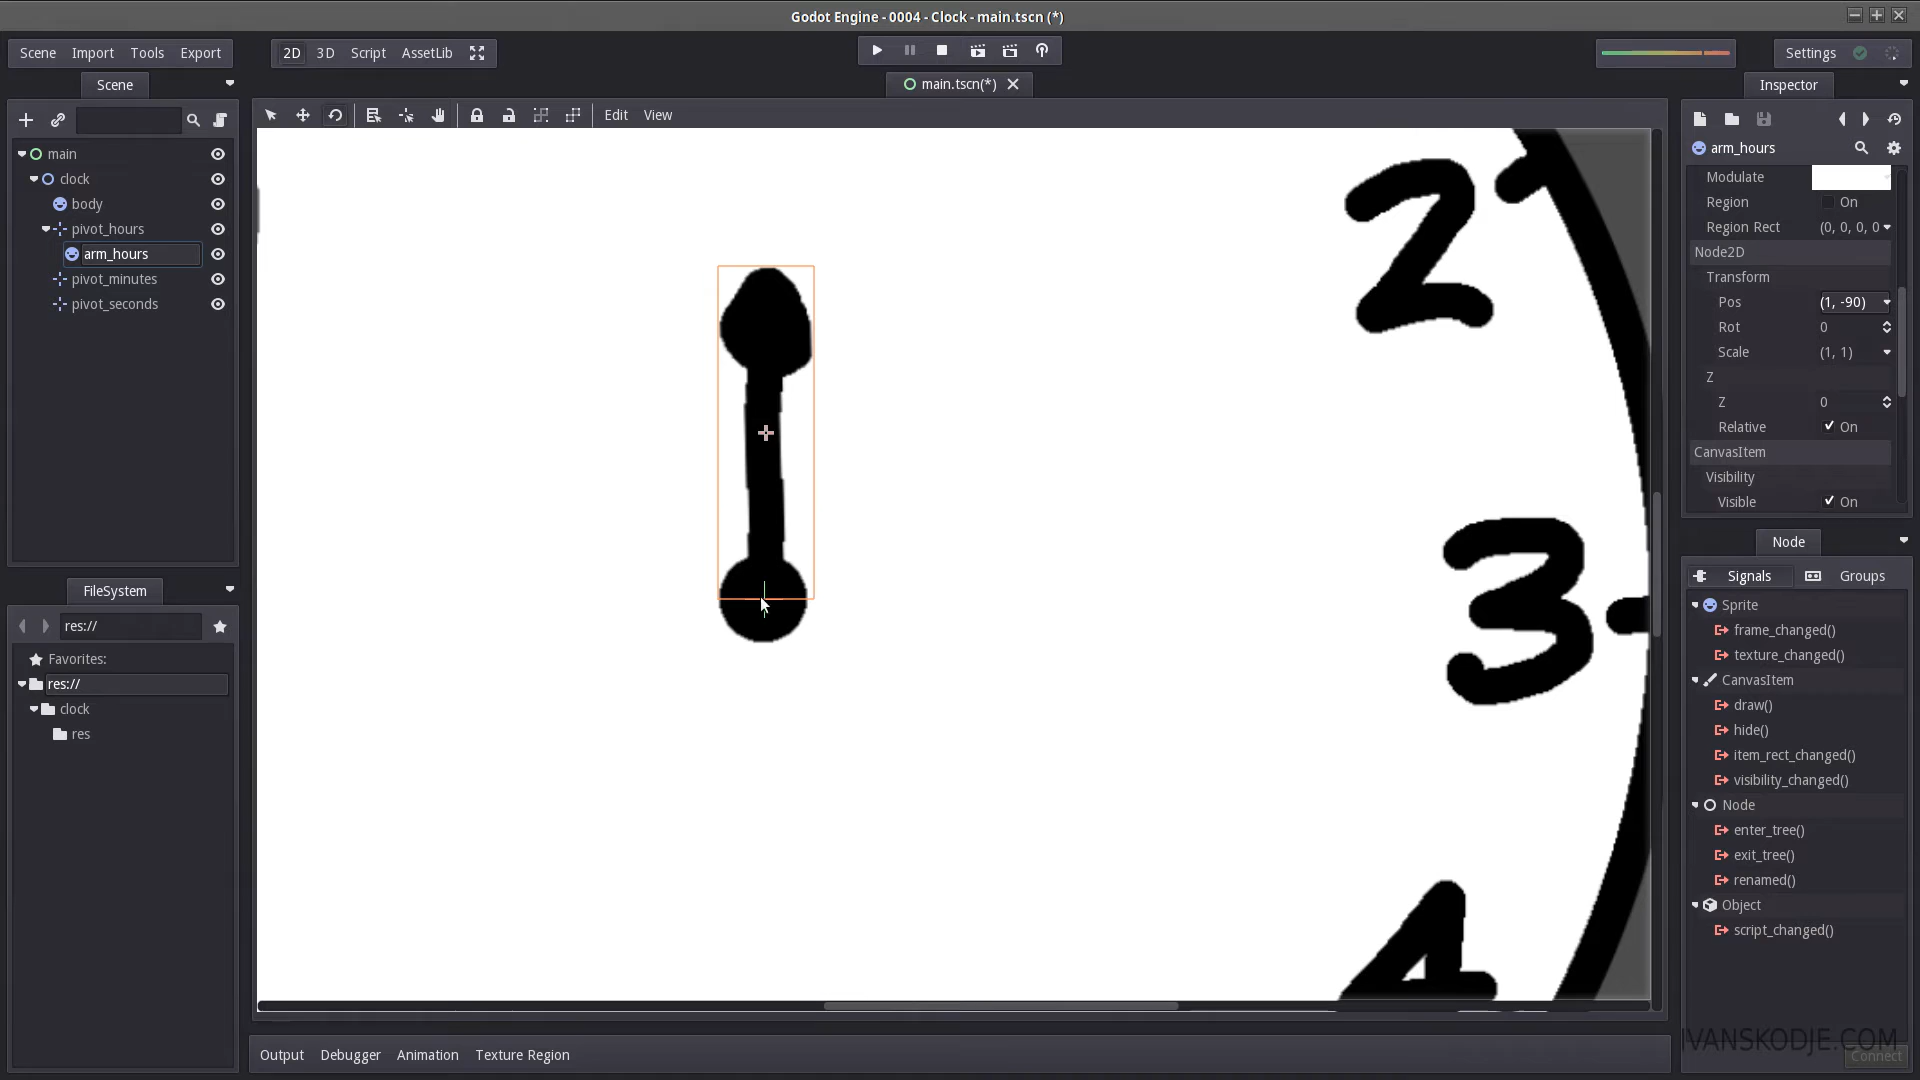 Godot Engine - 0004 - Clock - main.tscn (*)
Scene Import Tools Export
2D 3D Script AssetLib
Settings
Scene
main.tscn(*)
Inspector
Edit View
main
clock
body
pivot_hours
arm_hours
pivot_minutes
pivot_seconds
FileSystem
res://
Favorites:
res://
clock
res
2
3
4
arm_hours
Modulate
Region On
Region Rect (0, 0, 0, 0
Node2D
Transform
Pos (1, -90)
Rot 0
Scale (1, 1)
Z
Z 0
Relative On
CanvasItem
Visibility
Visible On
Node
Signals Groups
Sprite
frame_changed()
texture_changed()
CanvasItem
draw()
hide()
item_rect_changed()
visibility_changed()
Node
enter_tree()
exit_tree()
renamed()
Object
script_changed()
IVANSKODJE.COM
Connect
Output Debugger Animation Texture Region